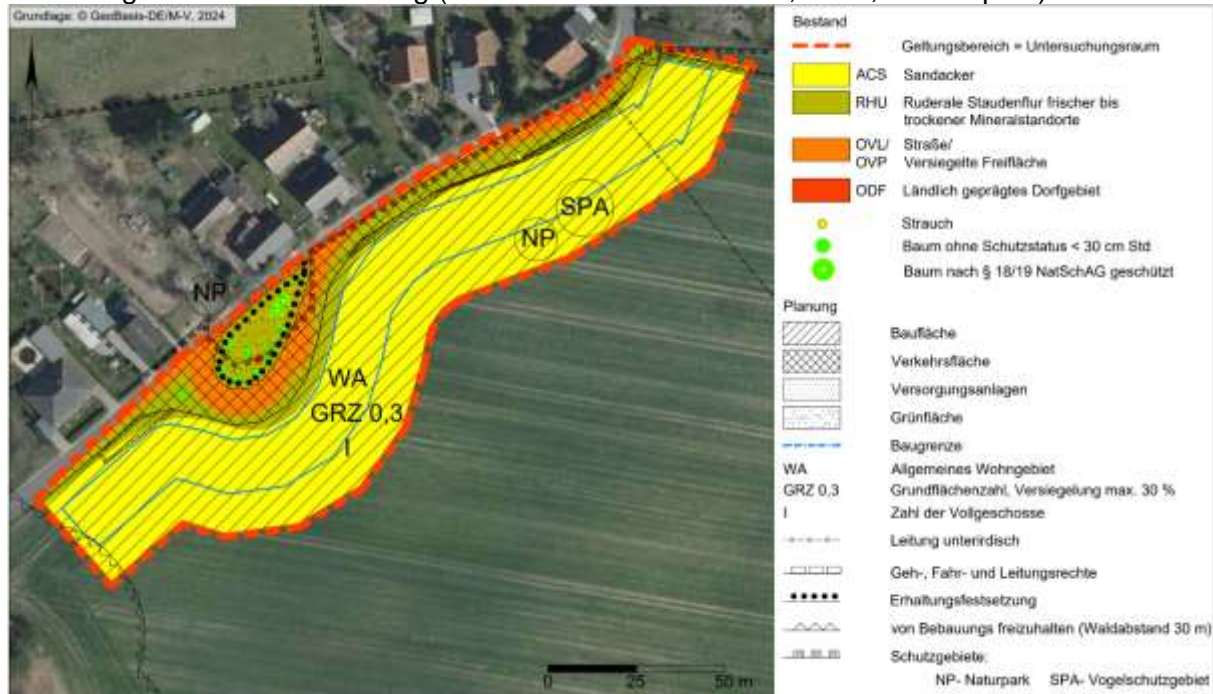 Grundlage: © GeoBasis-DE/M-V, 2024
NP
SPA
NP
WA
GRZ 0,3
I
0 25 50 m
Bestand
Geltungsbereich = Untersuchungsraum
ACS Sandacker
RHU Ruderale Staudenflur frischer bis
trockener Mineralstandorte
OVL/ Straße/
OVP Versiegelte Freifläche
ODF Ländlich geprägtes Dorfgebiet
Strauch
Baum ohne Schutzstatus < 30 cm Std
Baum nach § 18/19 NatSchAG geschützt
Planung
Baufläche
Verkehrsfläche
Versorgungsanlagen
Grünfläche
Baugrenze
WA Allgemeines Wohngebiet
GRZ 0,3 Grundflächenzahl, Versiegelung max. 30 %
I Zahl der Vollgeschosse
Leitung unterirdisch
Geh-, Fahr- und Leitungsrechte
Erhaltungsfestsetzung
von Bebauungs freizuhalten (Waldabstand 30 m)
Schutzgebiete:
NP- Naturpark SPA- Vogelschutzgebiet